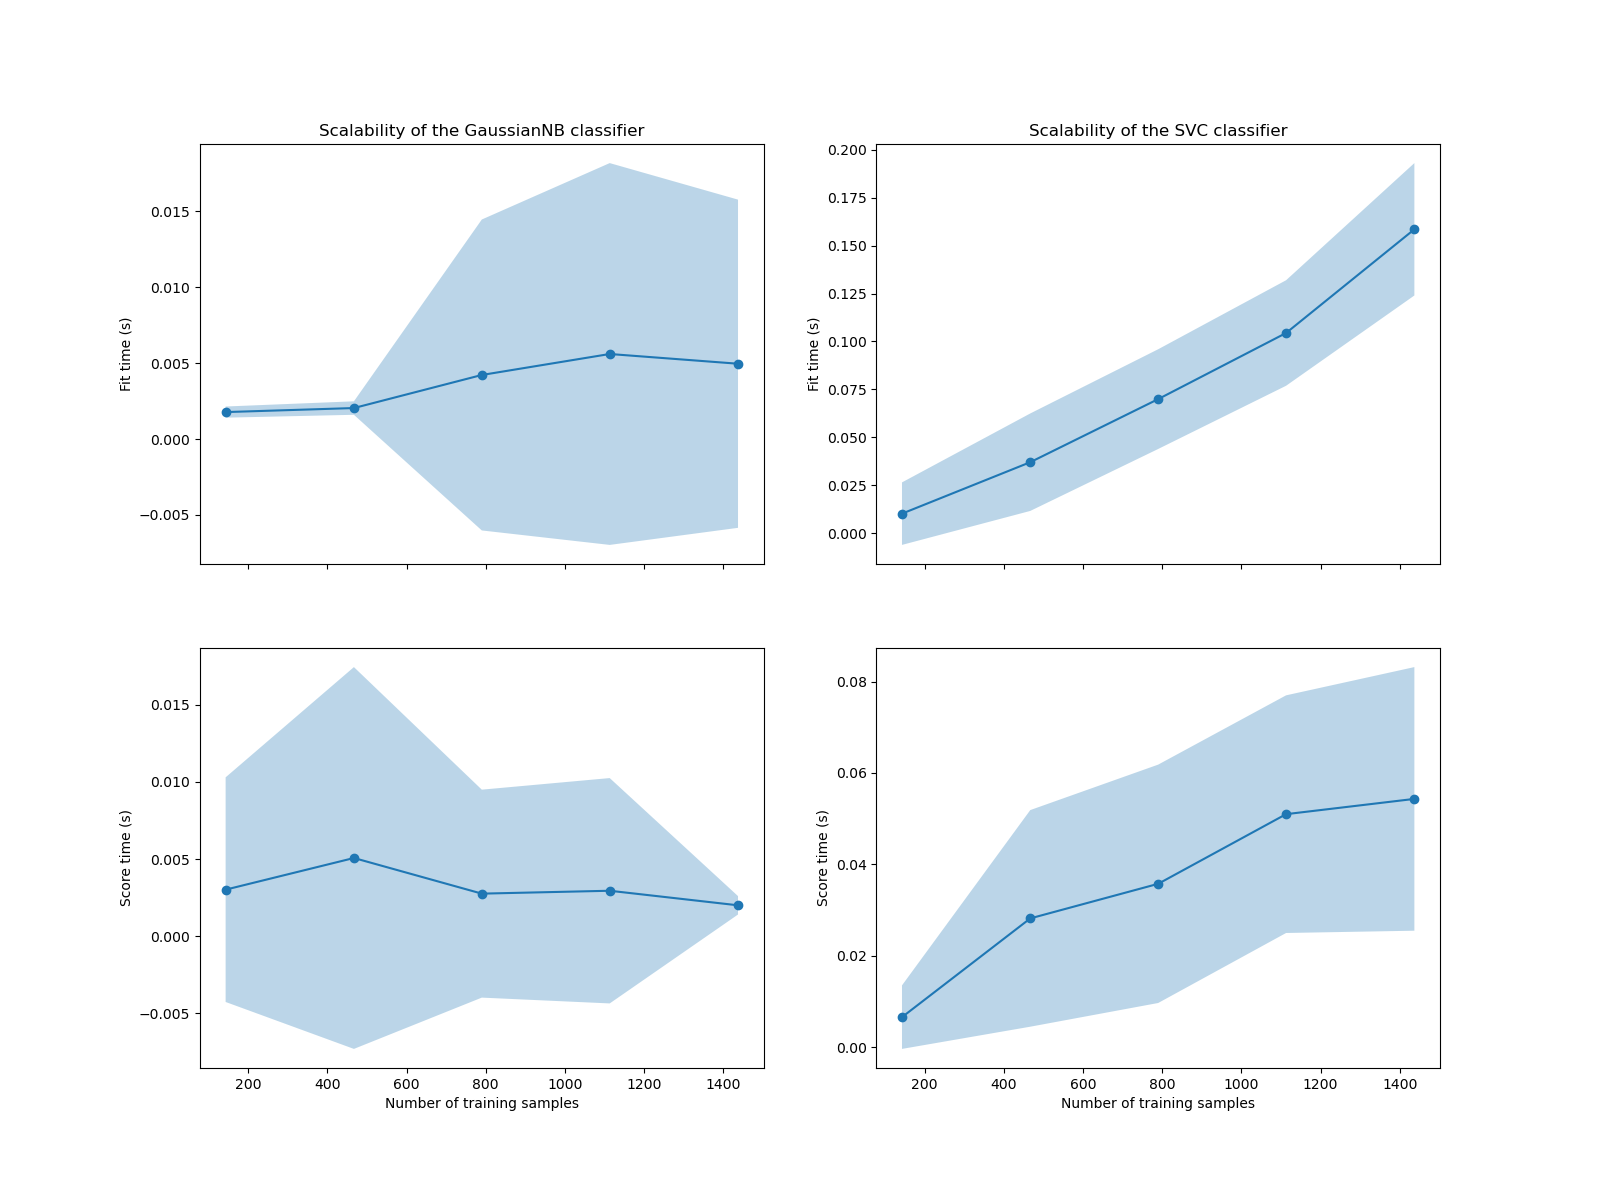 Scalability of the GaussianNB classifier
Fit time (s)
0.015
0.010
0.005
0.000
−0.005
Scalability of the SVC classifier
Fit time (s)
0.200
0.175
0.150
0.125
0.100
0.075
0.050
0.025
0.000
Score time (s)
0.015
0.010
0.005
0.000
−0.005
200 400 600 800 1000 1200 1400
Number of training samples
Score time (s)
0.08
0.06
0.04
0.02
0.00
200 400 600 800 1000 1200 1400
Number of training samples